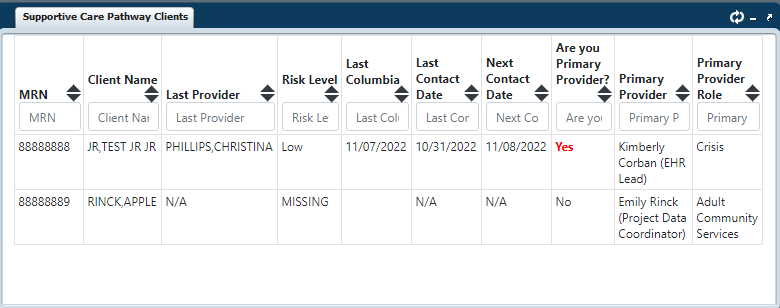 Supportive Care Pathway Clients
MRN
Client Name
Last Provider
Risk Level
Last
Columbia
Last
Contact
Date
Next
Contact
Date
Are you
Primary
Provider?
Primary
Provider
Primary
Provider
Role
MRN
Client Nar
Last Provider
Risk Le
Last Colu
Last Cor
Next Co
Are you
Primary P
Primary
88888888
JR,TEST JR JR
PHILLIPS,CHRISTINA
Low
11/07/2022
10/31/2022
11/08/2022
Yes
Kimberly
Corban (EHR
Lead)
Crisis
88888889
RINCK,APPLE
N/A
MISSING
N/A
N/A
No
Emily Rinck
(Project Data
Coordinator)
Adult
Community
Services